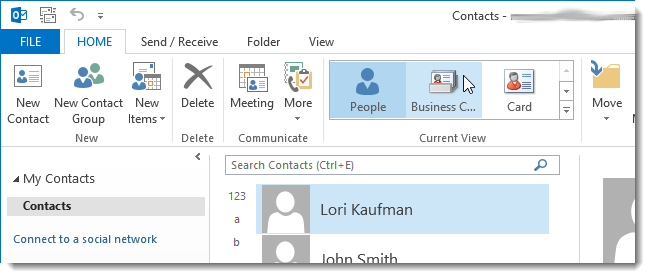 Contacts -
FILE HOME Send / Receive Folder View
New Contact
New Contact Group
New Items
Delete
Meeting
More
People
Business C...
Card
Move
New
Delete
Communicate
Current View
My Contacts
Contacts
Connect to a social network
Search Contacts (Ctrl+E)
123
a
b
Lori Kaufman
John Smith